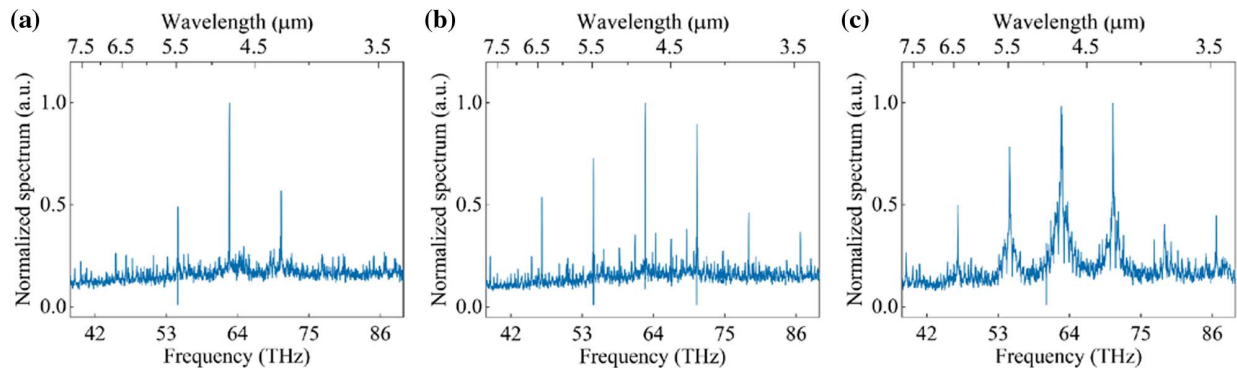 (a)
Wavelength (μm)
7.5 6.5 5.5 4.5 3.5
Normalized spectrum (a.u.)
1.0
0.5
0.0
42 53 64 75 86
Frequency (THz)
(b)
Wavelength (μm)
7.5 6.5 5.5 4.5 3.5
Normalized spectrum (a.u.)
1.0
0.5
0.0
42 53 64 75 86
Frequency (THz)
(c)
Wavelength (μm)
7.5 6.5 5.5 4.5 3.5
Normalized spectrum (a.u.)
1.0
0.5
0.0
42 53 64 75 86
Frequency (THz)